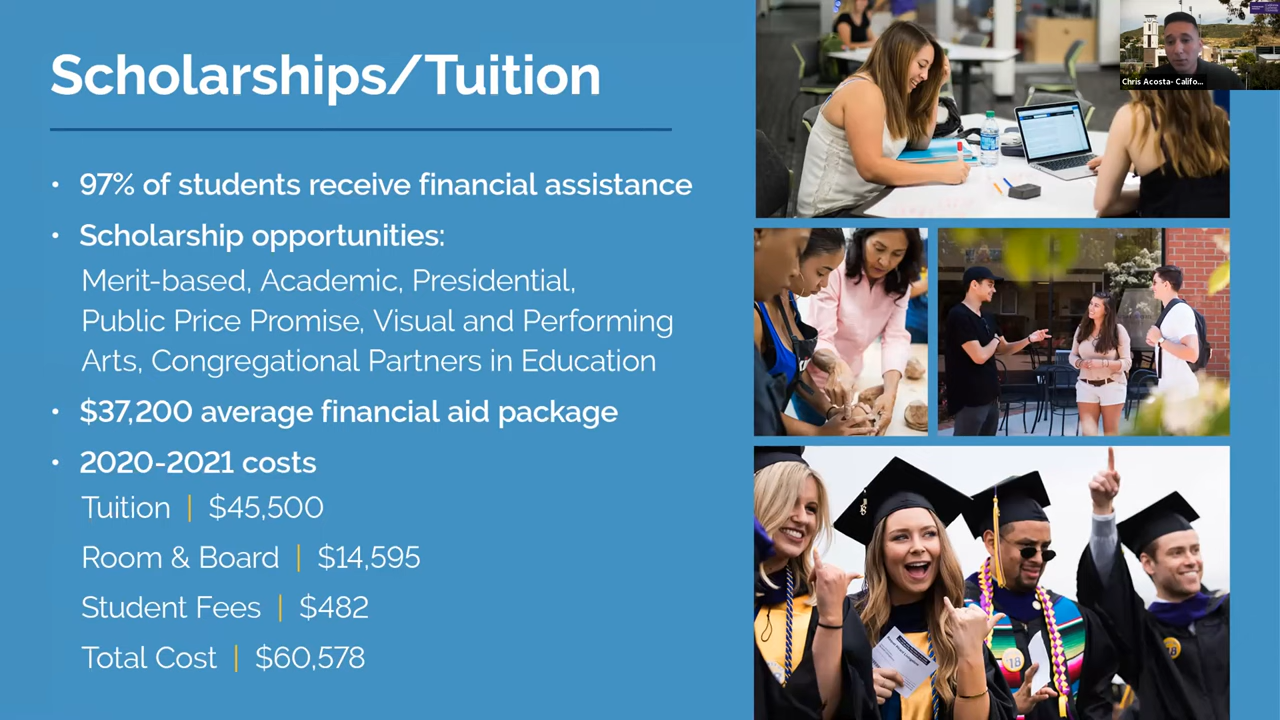 Scholarships/Tuition
• 97% of students receive financial assistance
• Scholarship opportunities:
Merit-based, Academic, Presidential,
Public Price Promise, Visual and Performing
Arts, Congregational Partners in Education
• $37,200 average financial aid package
• 2020-2021 costs
Tuition | $45,500
Room & Board | $14,595
Student Fees | $482
Total Cost | $60,578
Chris Acosta- Califo...
18
18